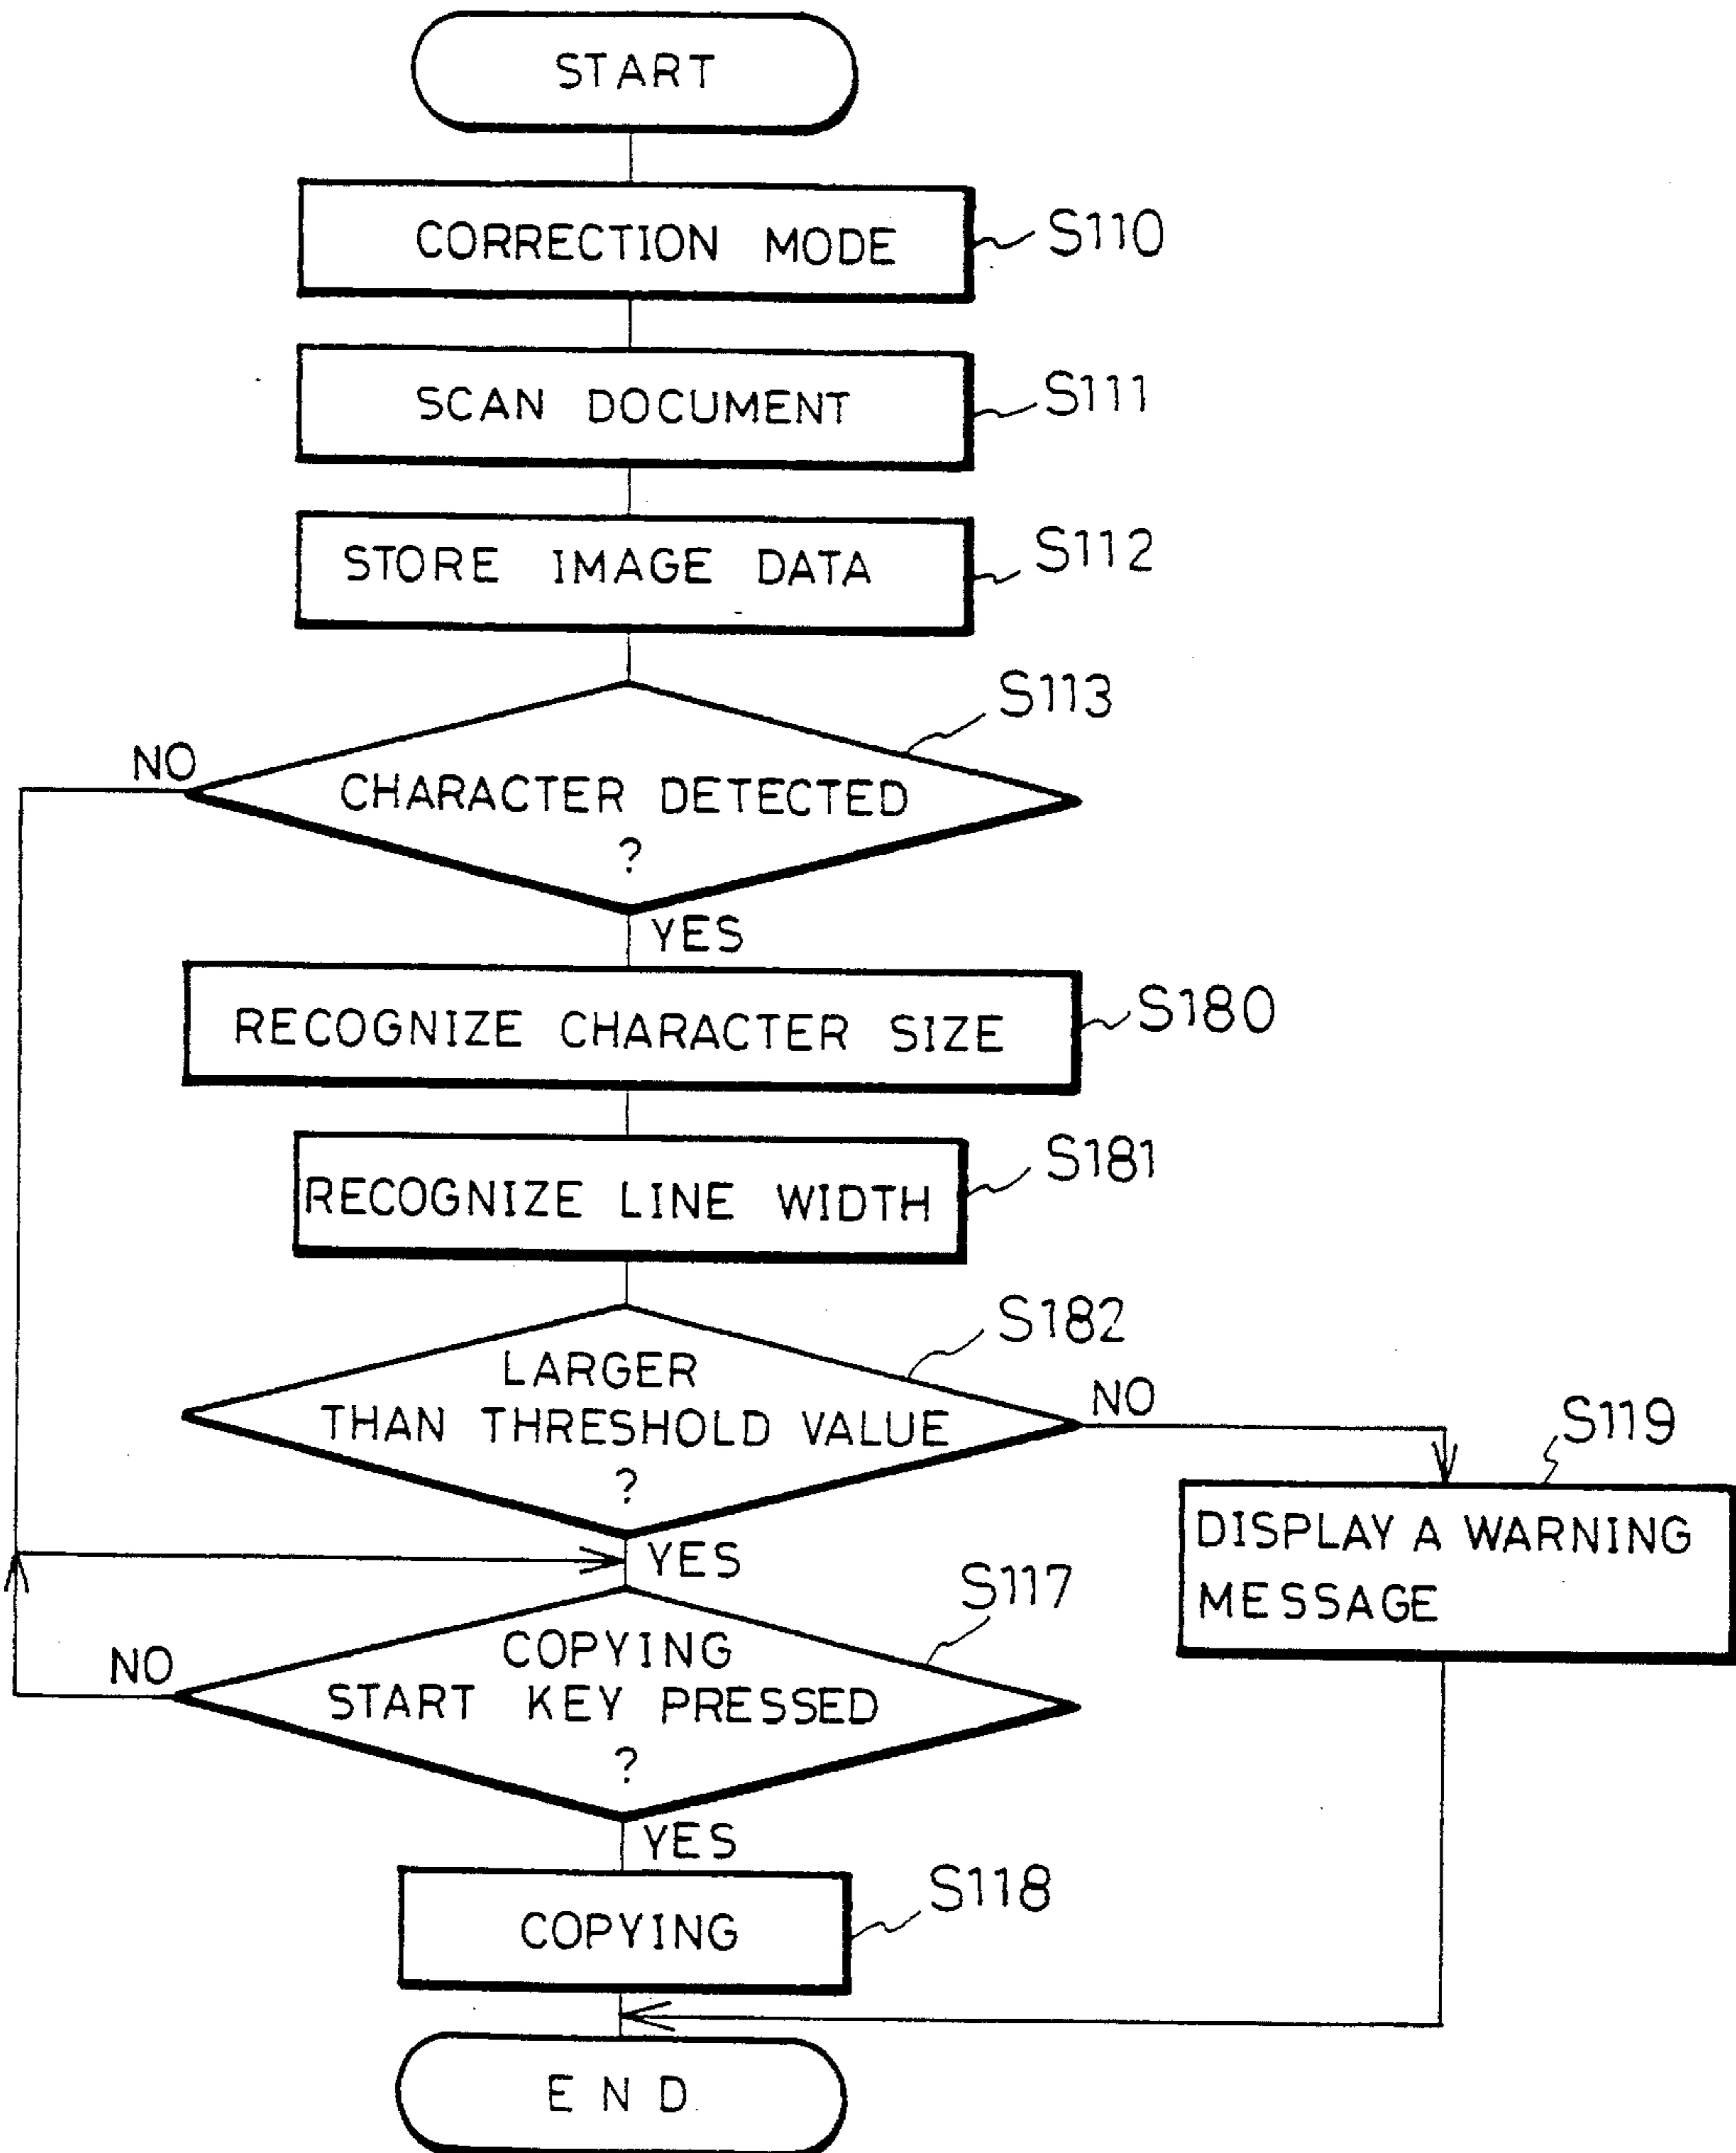 START
CORRECTION MODE
S110
SCAN DOCUMENT
S111
STORE IMAGE DATA
S112
S113
NO
CHARACTER DETECTED
?
YES
RECOGNIZE CHARACTER SIZE
S180
RECOGNIZE LINE WIDTH
S181
S182
LARGER
THAN THRESHOLD VALUE
?
NO
S119
DISPLAY A WARNING
MESSAGE
YES
S117
COPYING
START KEY PRESSED
?
NO
YES
COPYING
S118
END